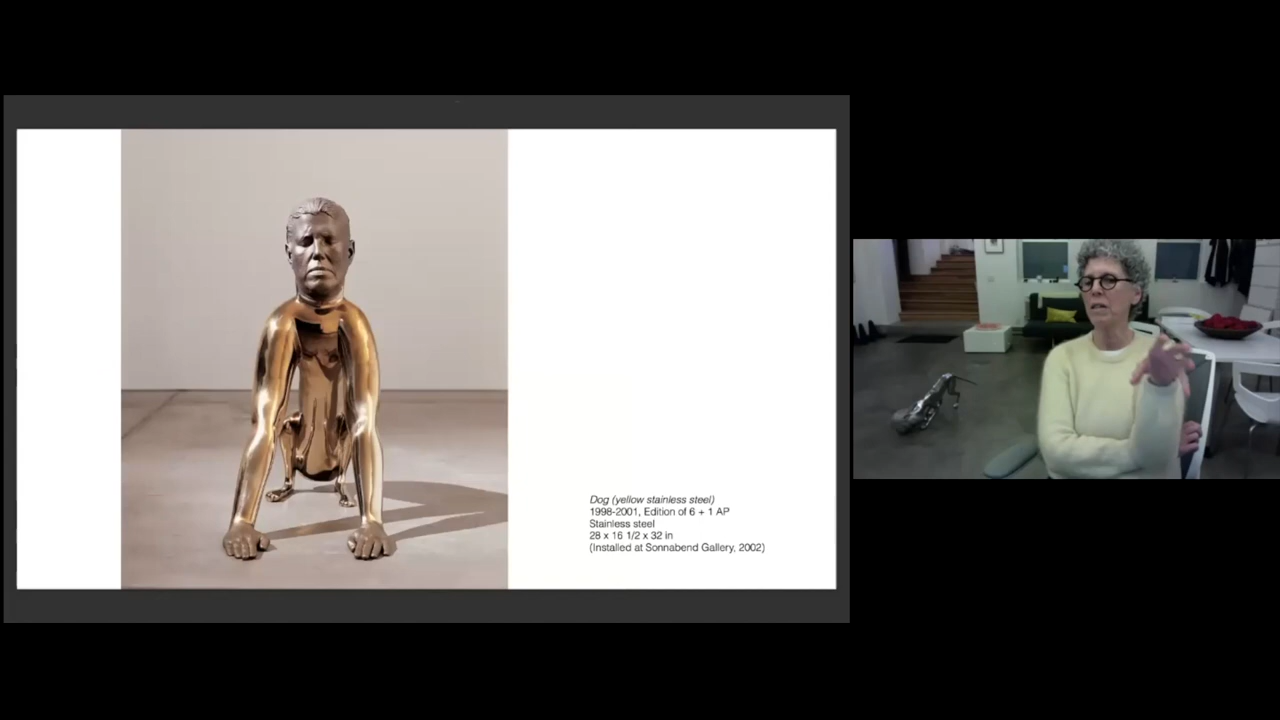 Dog (yellow stainless steel)
1998-2001, Edition of 6 + 1 AP
Stainless steel
28 x 16 1/2 x 32 in
(Installed at Sonnabend Gallery, 2002)